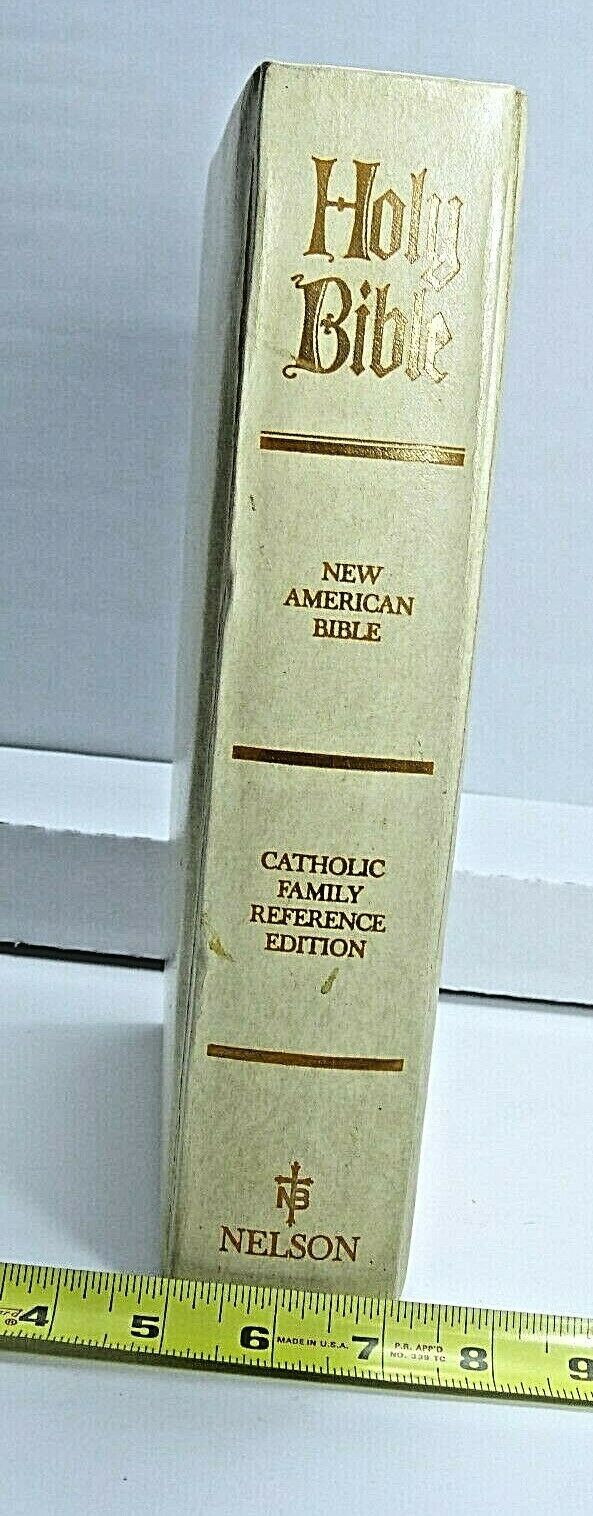 Holy
Bible
NEW
AMERICAN
BIBLE
CATHOLIC
FAMILY
REFERENCE
EDITION
NB
NELSON
4 5 6 MADE IN U.S.A. 7 P.R. APP'D 8 9
® NO. 339 TC